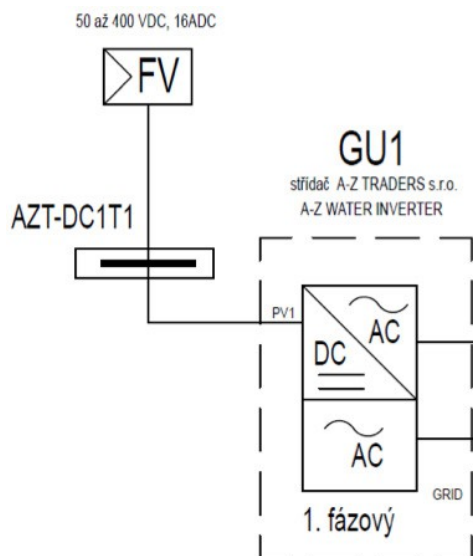 50 až 400 VDC, 16ADC
FV
GU1
střídač A-Z TRADERS s.r.o.
A-Z WATER INVERTER
AZT-DC1T1
PV1
AC
DC
AC
GRID
1. fázový